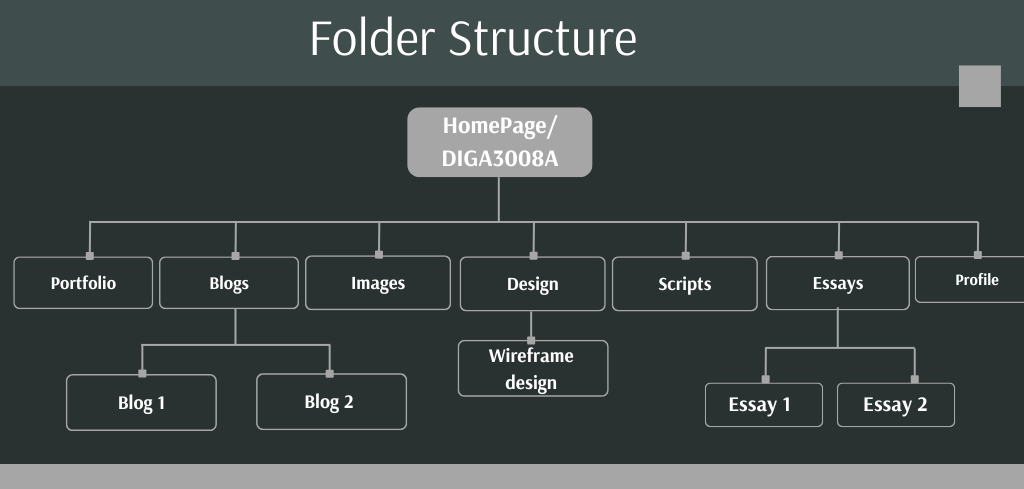 Folder Structure
HomePage/
DIGA3008A
Portfolio
Blogs
Images
Design
Scripts
Essays
Profile
Wireframe
design
Blog 1
Blog 2
Essay 1
Essay 2